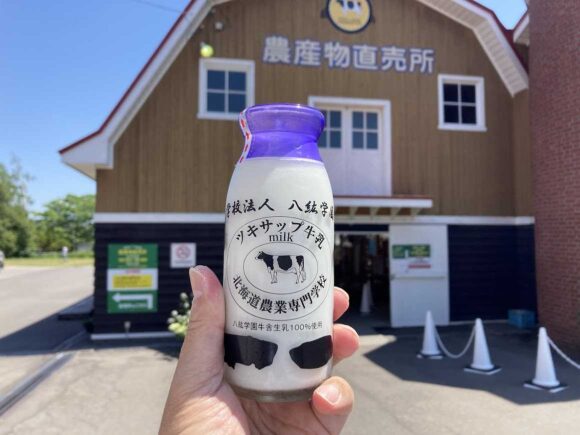 農産物直売所
学校法人 八紘学
ツキサップ牛乳
milk
北海道農業専門学校
八紘学園牛舎生乳100%使用